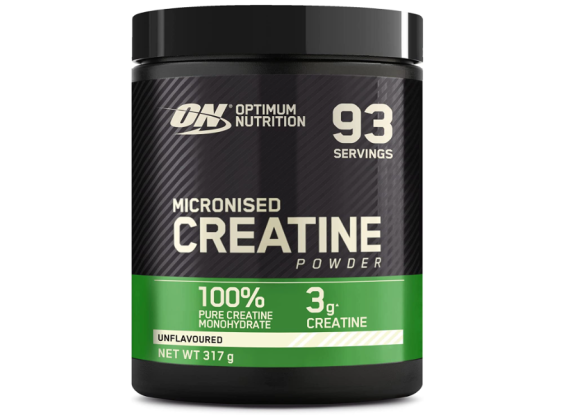 ON® OPTIMUM
NUTRITION
93
SERVINGS
MICRONISED
CREATINE
POWDER
100%
PURE CREATINE
MONOHYDRATE
3g*
CREATINE
UNFLAVOURED
NET WT 317 g